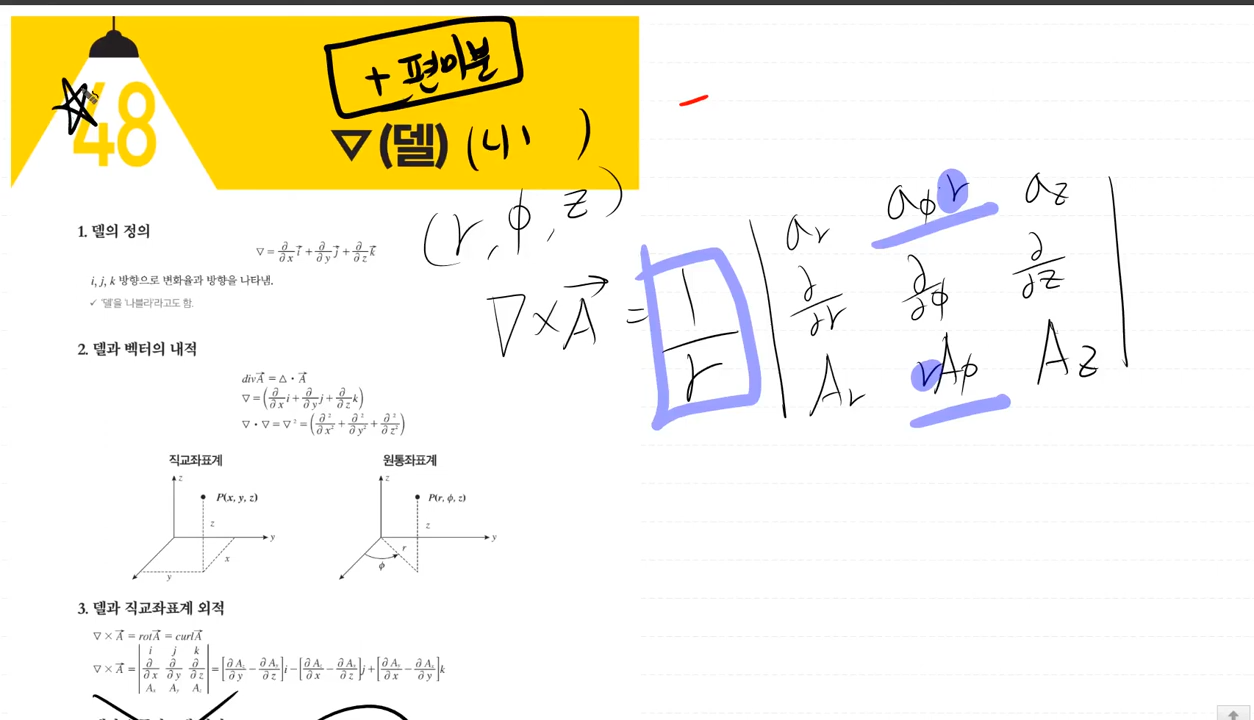 + 편미분
48
▽(델) (41 )
(r, ϕ, z)
1. 델의 정의
▽ = ∂/∂x i⃗ + ∂/∂y j⃗ + ∂/∂z k⃗
i, j, k 방향으로 변화율과 방향을 나타냄.
✓ '델'을 '나블라'라고도 함.
2. 델과 벡터의 내적
divA⃗ = △ · A⃗
▽ = (∂/∂x i + ∂/∂y j + ∂/∂z k)
▽ · ▽ = ▽² = (∂²/∂x² + ∂²/∂y² + ∂²/∂z²)
직교좌표계 원통좌표계
z z
P(x, y, z) P(r, ϕ, z)
z z
y y
x r
y ϕ
3. 델과 직교좌표계 외적
▽ × A⃗ = rotA⃗ = curlA⃗
i j k
▽ × A⃗ = | ∂/∂x ∂/∂y ∂/∂z | =
▽ × A⃗ = 1/r
a_r a_ϕ r a_z
∂/∂r ∂/∂ϕ ∂/∂z
A_r rA_ϕ A_z